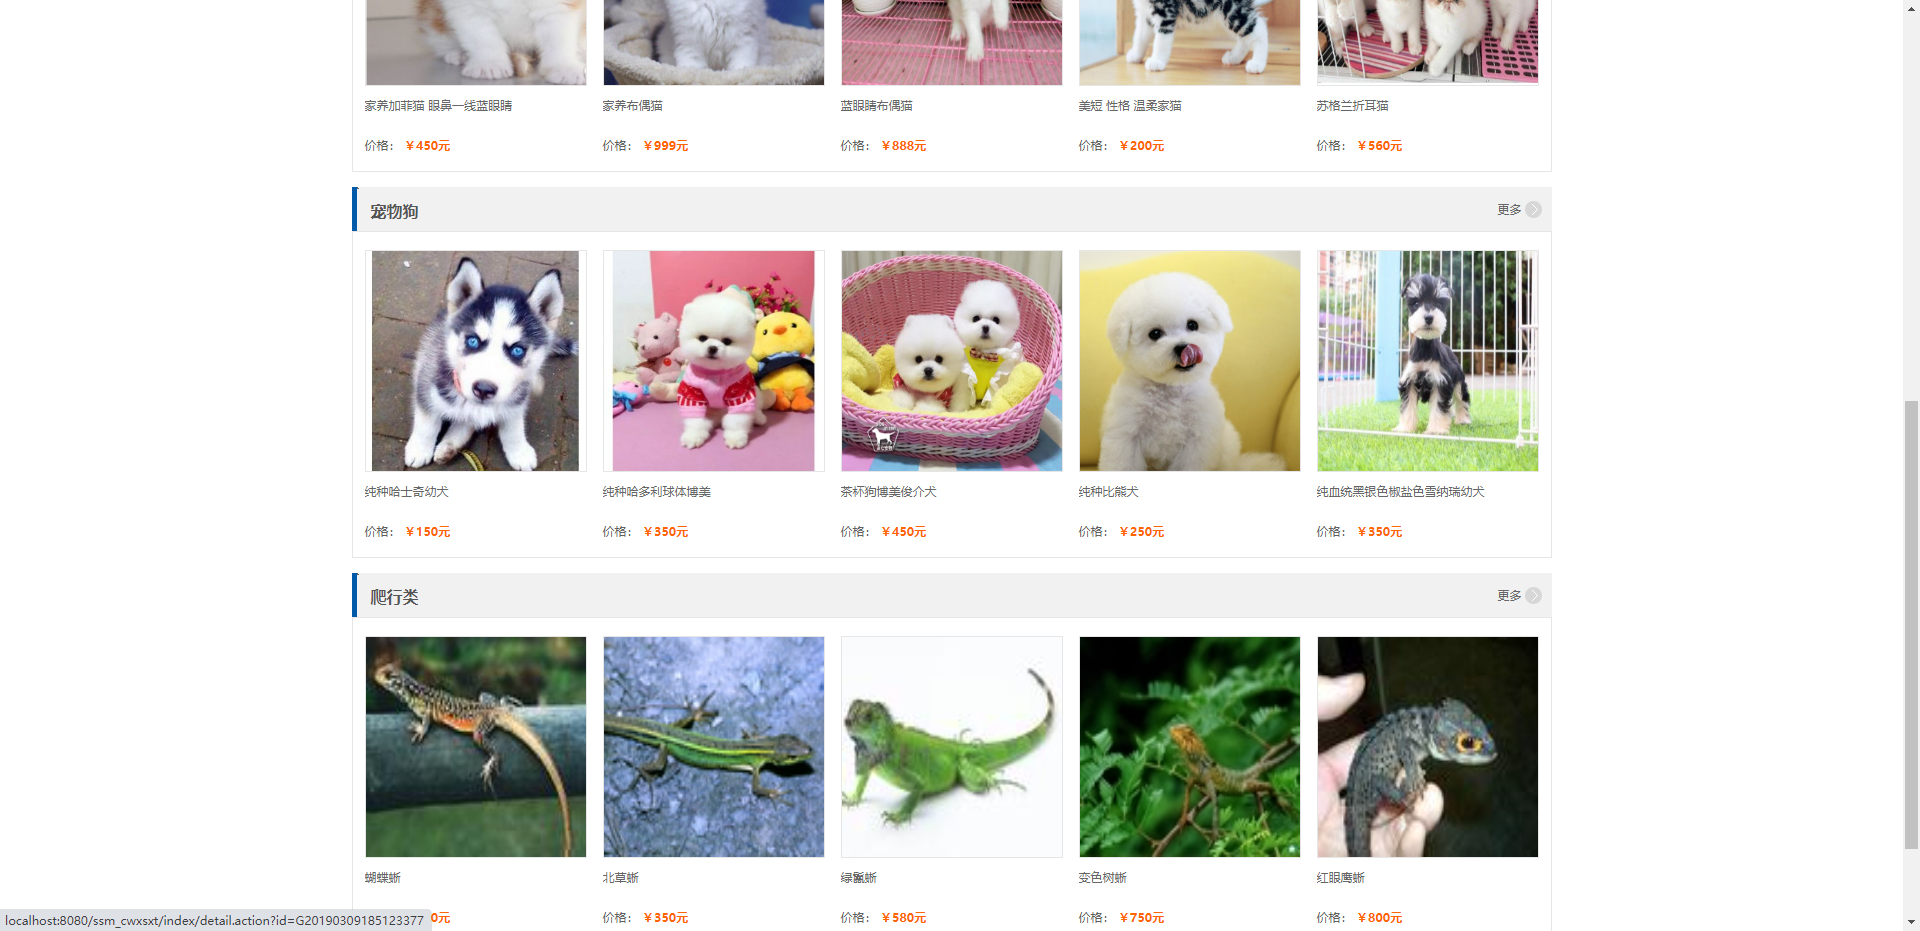 家养加菲猫 眼鼻一线蓝眼睛
家养布偶猫
蓝眼睛布偶猫
美短 性格 温柔家猫
苏格兰折耳猫
价格： ￥450元
价格： ￥999元
价格： ￥888元
价格： ￥200元
价格： ￥560元
宠物狗
更多
纯种哈士奇幼犬
纯种哈多利球体博美
茶杯狗博美俊介犬
纯种比熊犬
纯血统黑银色椒盐色雪纳瑞幼犬
价格： ￥150元
价格： ￥350元
价格： ￥450元
价格： ￥250元
价格： ￥350元
爬行类
更多
蝴蝶蜥
北草蜥
绿鬣蜥
变色树蜥
红眼鹰蜥
0元
价格： ￥350元
价格： ￥580元
价格： ￥750元
价格： ￥800元
localhost:8080/ssm_cwxsxt/index/detail.action?id=G20190309185123377